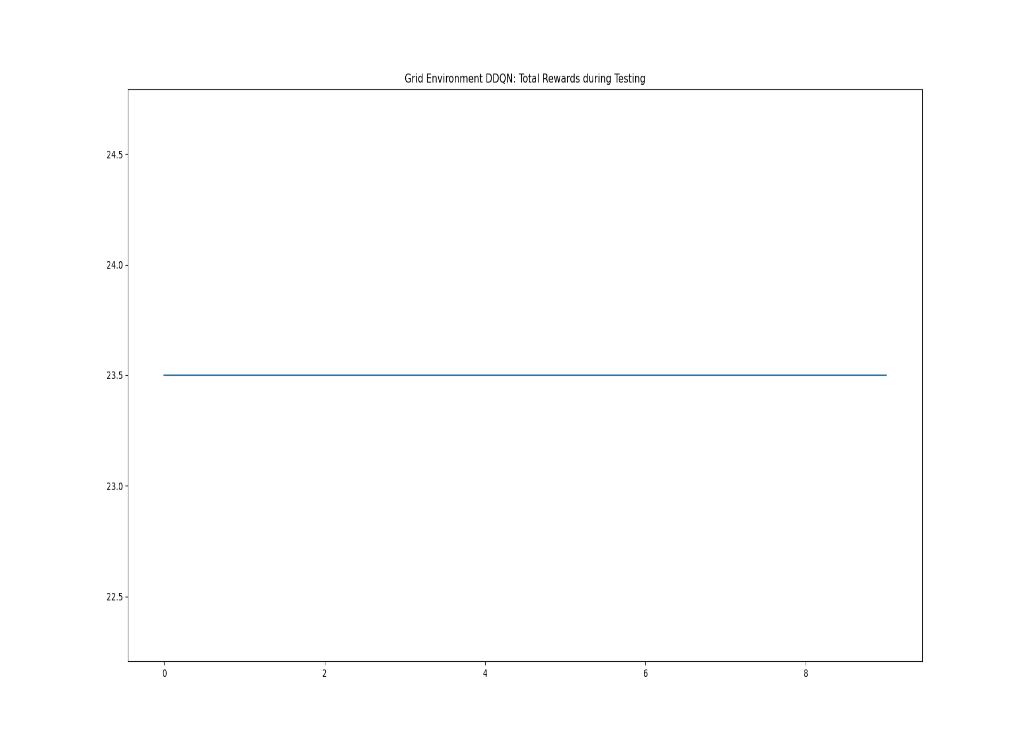 Grid Environment DDQN: Total Rewards during Testing
24.5
24.0
23.5
23.0
22.5
0 2 4 6 8